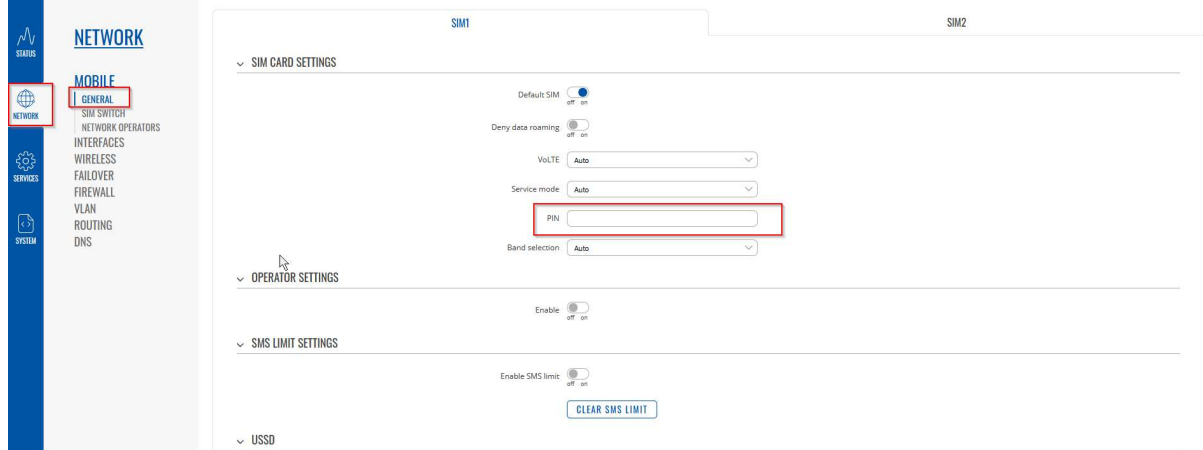 SIM1
SIM2
STATUS
NETWORK
SERVICES
SYSTEM
NETWORK
MOBILE
GENERAL
SIM SWITCH
NETWORK OPERATORS
INTERFACES
WIRELESS
FAILOVER
FIREWALL
VLAN
ROUTING
DNS
SIM CARD SETTINGS
Default SIM
off on
Deny data roaming
off on
VoLTE Auto
Service mode Auto
PIN
Band selection Auto
OPERATOR SETTINGS
Enable
off on
SMS LIMIT SETTINGS
Enable SMS limit
off on
CLEAR SMS LIMIT
USSD